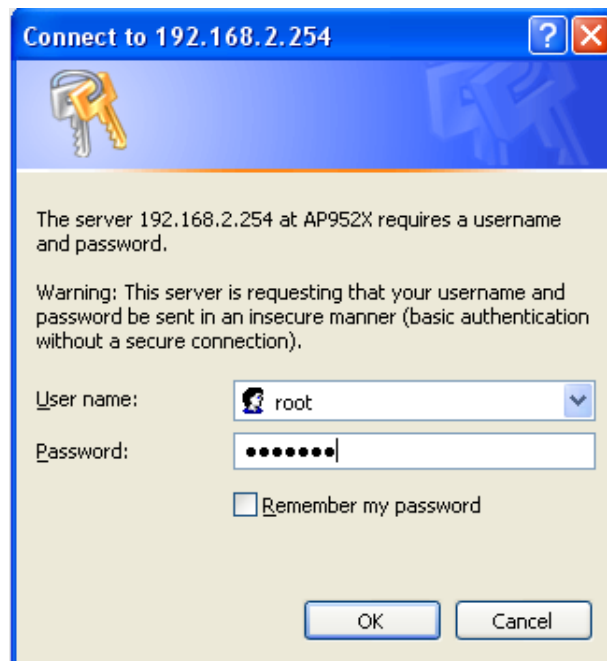 Connect to 192.168.2.254
The server 192.168.2.254 at AP952X requires a username
and password.
Warning: This server is requesting that your username and
password be sent in an insecure manner (basic authentication
without a secure connection).
User name:
root
Password:
•••••••
Remember my password
OK
Cancel